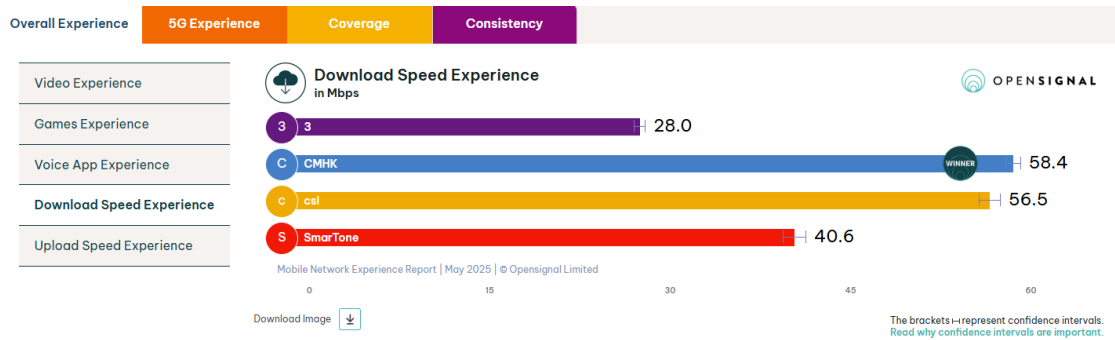 Overall Experience
5G Experience
Coverage
Consistency
Video Experience
Games Experience
Voice App Experience
Download Speed Experience
Upload Speed Experience
Download Speed Experience
in Mbps
OPENSIGNAL
3 3 28.0
C CMHK WINNER 58.4
c csl 56.5
S SmarTone 40.6
Mobile Network Experience Report | May 2025 | © Opensignal Limited
0 15 30 45 60
Download Image
The brackets ⊢⊣ represent confidence intervals.
Read why confidence intervals are important.